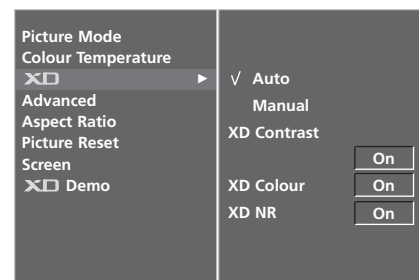 Picture Mode
Colour Temperature
XD
Advanced
Aspect Ratio
Picture Reset
Screen
XD Demo
√ Auto
Manual
XD Contrast
On
XD Colour On
XD NR On